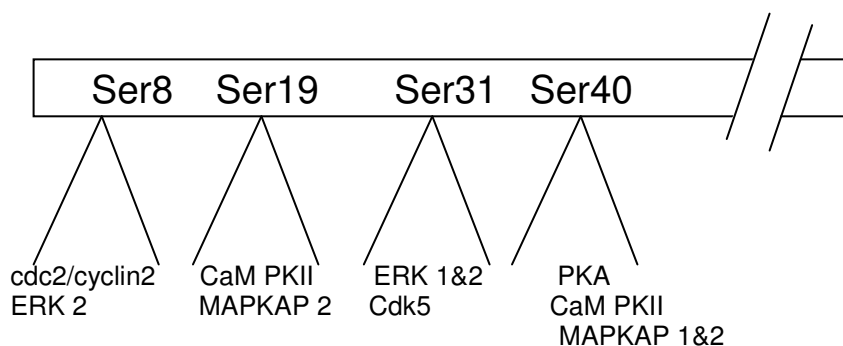 Ser8 Ser19 Ser31 Ser40
cdc2/cyclin2 CaM PKII ERK 1&2 PKA
ERK 2 MAPKAP 2 Cdk5 CaM PKII
MAPKAP 1&2